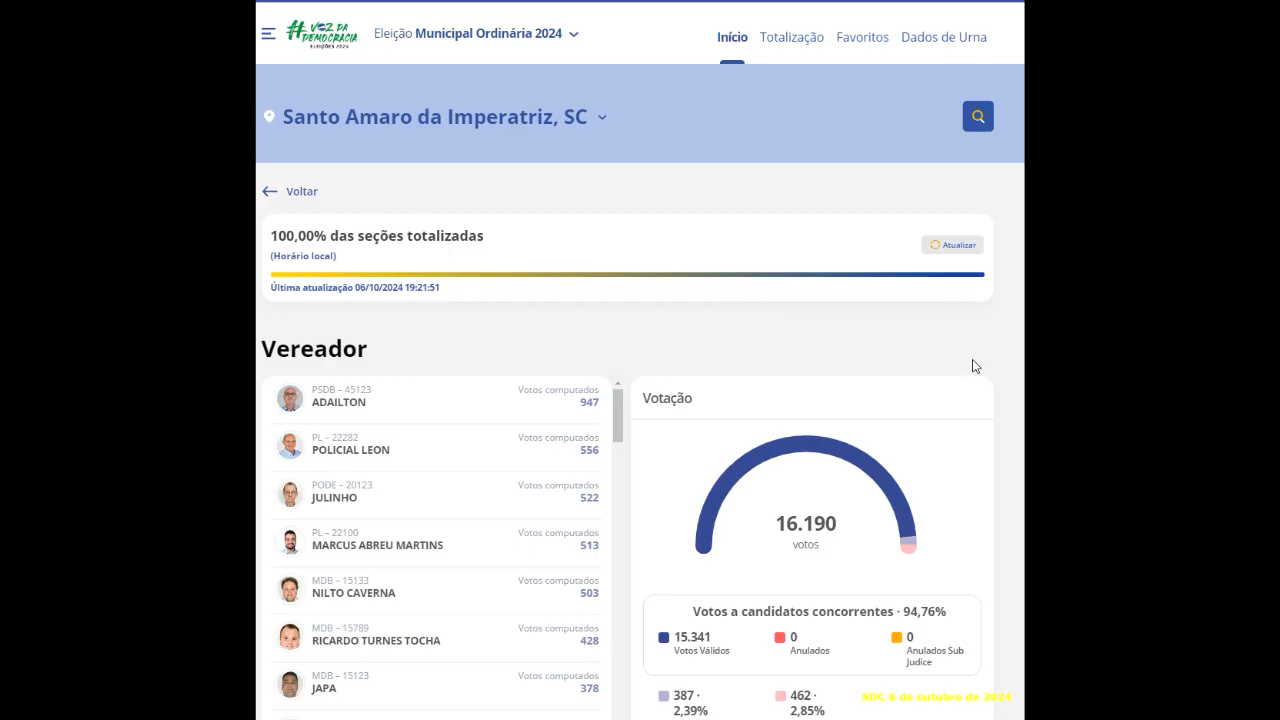 #VOZ DA
DEMOCRACIA
ELEIÇÕES 2024
Eleição Municipal Ordinária 2024
Início Totalização Favoritos Dados de Urna
Santo Amaro da Imperatriz, SC
Voltar
100,00% das seções totalizadas
(Horário local)
Atualizar
Última atualização 06/10/2024 19:21:51
Vereador
PSDB – 45123 Votos computados
ADAILTON 947
PL – 22282 Votos computados
POLICIAL LEON 556
PODE – 20123 Votos computados
JULINHO 522
PL – 22100 Votos computados
MARCUS ABREU MARTINS 513
MDB – 15133 Votos computados
NILTO CAVERNA 503
MDB – 15789 Votos computados
RICARDO TURNES TOCHA 428
MDB – 15123 Votos computados
JAPA 378
Votação
16.190
votos
Votos a candidatos concorrentes · 94,76%
15.341
Votos Válidos
0
Anulados
0
Anulados Sub
Judice
387 ·
2,39%
462 ·
2,85%
SDC 6 de outubro de 2024